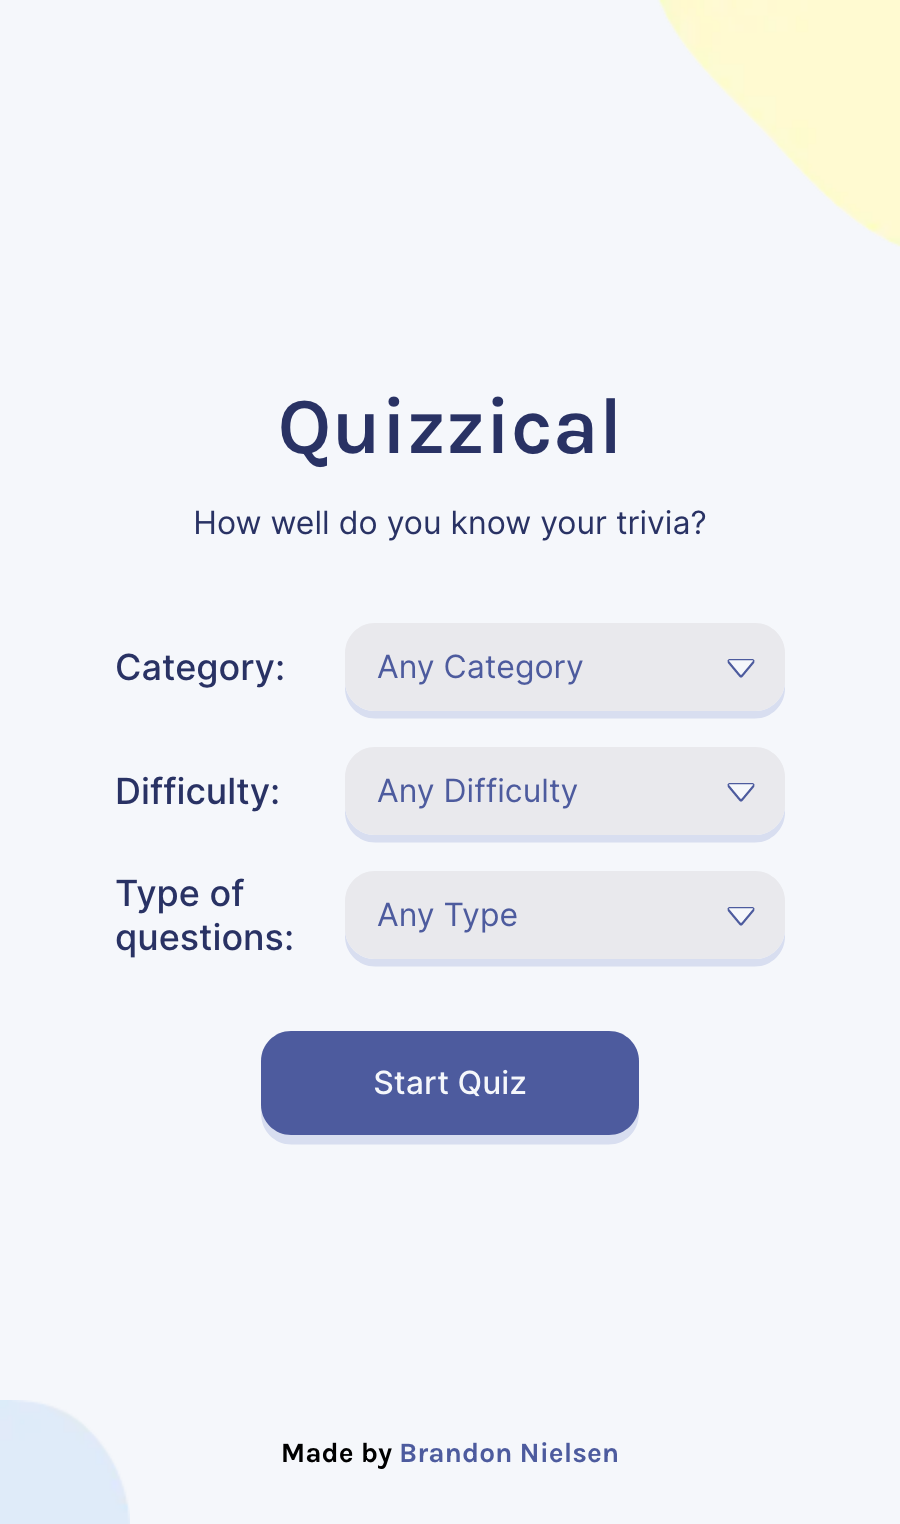 Quizzical
How well do you know your trivia?
Category:
Any Category
Difficulty:
Any Difficulty
Type of
questions:
Any Type
Start Quiz
Made by Brandon Nielsen